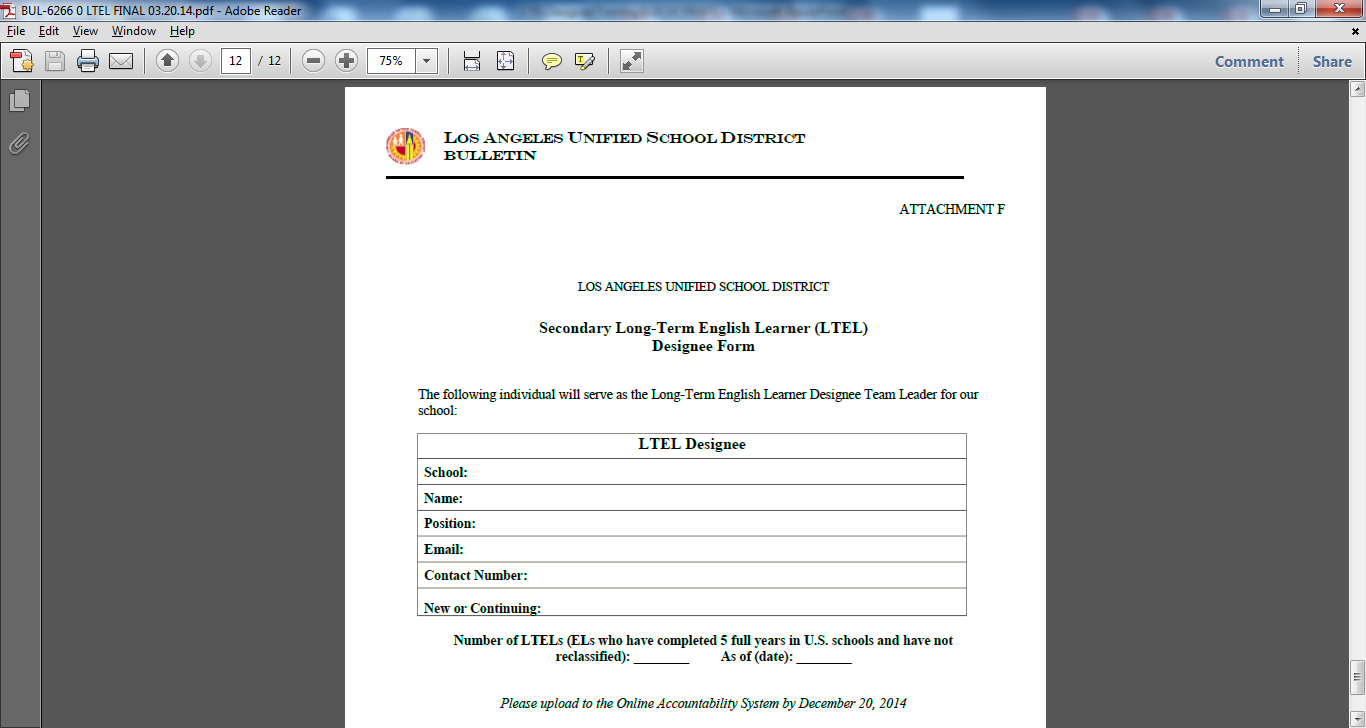 BUL-6266 0 LTEL FINAL 03.20.14.pdf - Adobe Reader
File Edit View Window Help
12 / 12 75% Comment Share
LOS ANGELES UNIFIED SCHOOL DISTRICT
BULLETIN
ATTACHMENT F
LOS ANGELES UNIFIED SCHOOL DISTRICT
Secondary Long-Term English Learner (LTEL)
Designee Form
The following individual will serve as the Long-Term English Learner Designee Team Leader for our
school:
LTEL Designee
School:
Name:
Position:
Email:
Contact Number:
New or Continuing:
Number of LTELs (ELs who have completed 5 full years in U.S. schools and have not
reclassified): ________ As of (date): ________
Please upload to the Online Accountability System by December 20, 2014